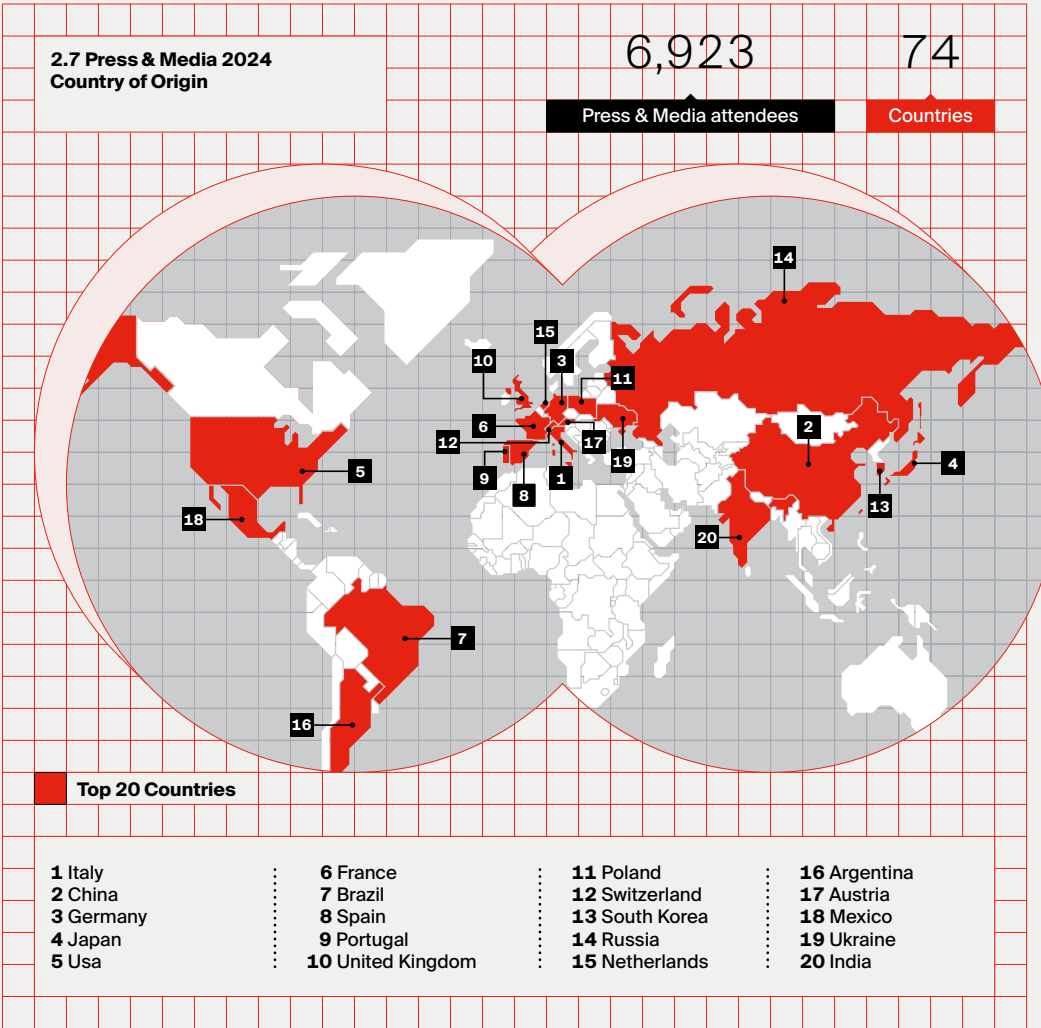 2.7 Press & Media 2024
Country of Origin
6,923
Press & Media attendees
74
Countries
14
15
10
3
11
6
2
12
17
4
9
8
1
19
5
13
18
20
7
16
Top 20 Countries
1 Italy
2 China
3 Germany
4 Japan
5 Usa
6 France
7 Brazil
8 Spain
9 Portugal
10 United Kingdom
11 Poland
12 Switzerland
13 South Korea
14 Russia
15 Netherlands
16 Argentina
17 Austria
18 Mexico
19 Ukraine
20 India